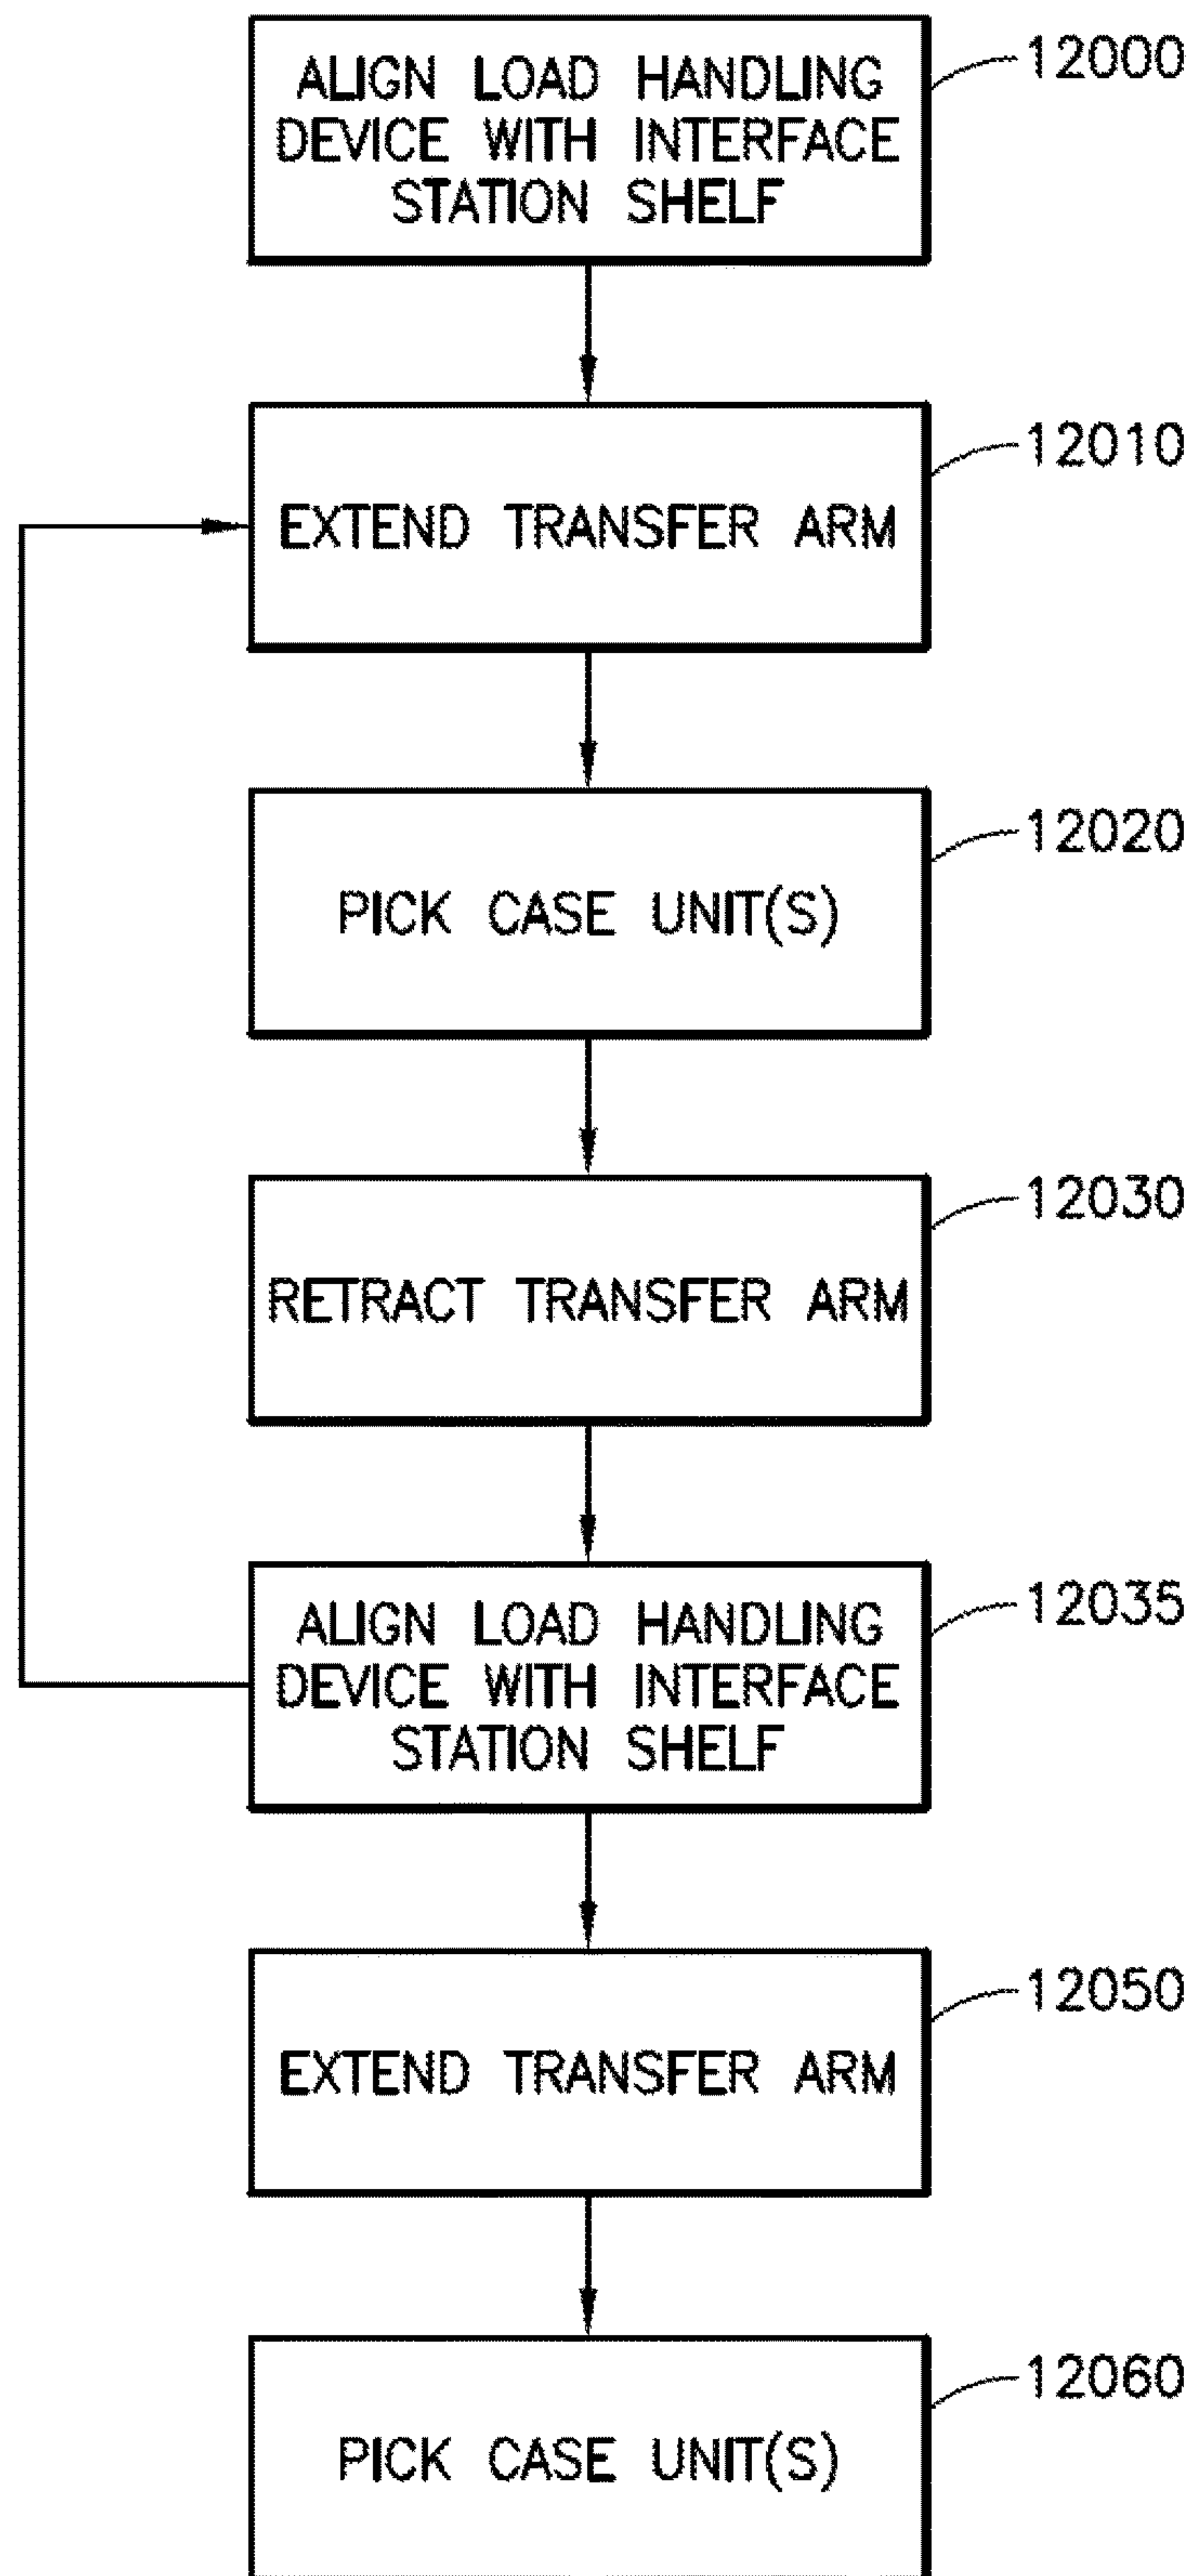 ALIGN LOAD HANDLING
DEVICE WITH INTERFACE
STATION SHELF
12000
EXTEND TRANSFER ARM
12010
PICK CASE UNIT(S)
12020
RETRACT TRANSFER ARM
12030
ALIGN LOAD HANDLING
DEVICE WITH INTERFACE
STATION SHELF
12035
EXTEND TRANSFER ARM
12050
PICK CASE UNIT(S)
12060